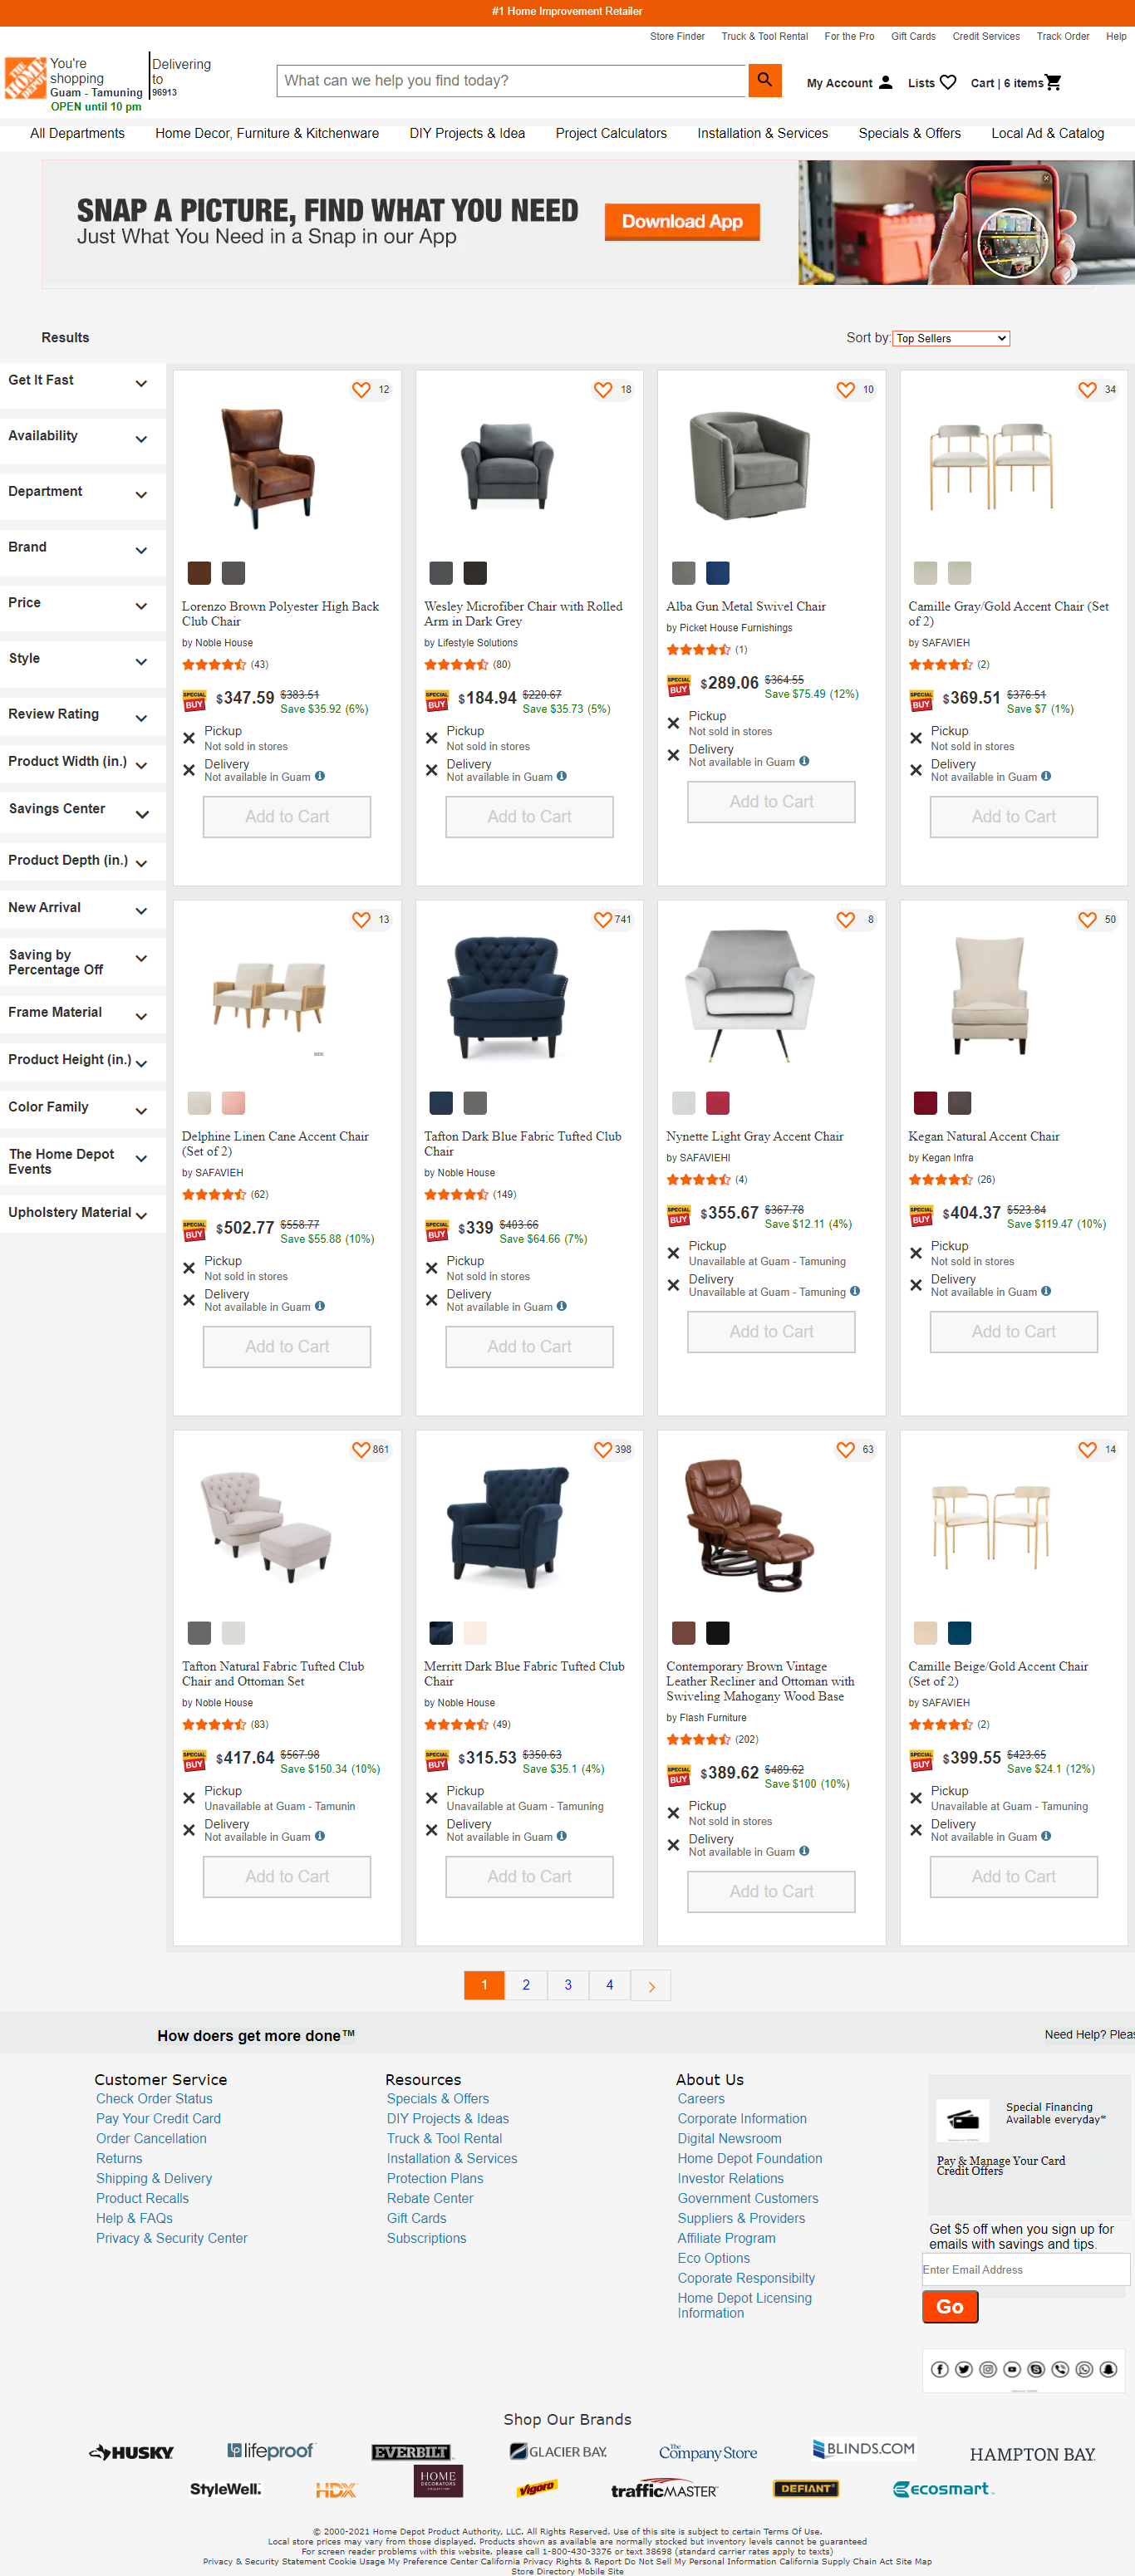 #1 Home Improvement Retailer
Store Finder Truck & Tool Rental For the Pro Gift Cards Credit Services Track Order Help
THE HOME DEPOT
You're shopping
Guam - Tamuning
OPEN until 10 pm
Delivering to
96913
What can we help you find today?
My Account Lists Cart | 6 items
All Departments Home Decor, Furniture & Kitchenware DIY Projects & Idea Project Calculators Installation & Services Specials & Offers Local Ad & Catalog
SNAP A PICTURE, FIND WHAT YOU NEED
Just What You Need in a Snap in our App
Download App
Results
Sort by: Top Sellers
Get It Fast
Availability
Department
Brand
Price
Style
Review Rating
Product Width (in.)
Savings Center
Product Depth (in.)
New Arrival
Saving by
Percentage Off
Frame Material
Product Height (in.)
Color Family
The Home Depot
Events
Upholstery Material
12
Lorenzo Brown Polyester High Back
Club Chair
by Noble House
(43)
SPECIAL BUY $347.59 $383.51
Save $35.92 (6%)
Pickup
Not sold in stores
Delivery
Not available in Guam
Add to Cart
18
Wesley Microfiber Chair with Rolled
Arm in Dark Grey
by Lifestyle Solutions
(80)
SPECIAL BUY $184.94 $220.67
Save $35.73 (5%)
Pickup
Not sold in stores
Delivery
Not available in Guam
Add to Cart
10
Alba Gun Metal Swivel Chair
by Picket House Furnishings
(1)
SPECIAL BUY $289.06 $364.55
Save $75.49 (12%)
Pickup
Not sold in stores
Delivery
Not available in Guam
Add to Cart
34
Camille Gray/Gold Accent Chair (Set
of 2)
by SAFAVIEH
(2)
SPECIAL BUY $369.51 $376.51
Save $7 (1%)
Pickup
Not sold in stores
Delivery
Not available in Guam
Add to Cart
13
Delphine Linen Cane Accent Chair
(Set of 2)
by SAFAVIEH
(62)
SPECIAL BUY $502.77 $558.77
Save $55.88 (10%)
Pickup
Not sold in stores
Delivery
Not available in Guam
Add to Cart
741
Tafton Dark Blue Fabric Tufted Club
Chair
by Noble House
(149)
SPECIAL BUY $339 $403.66
Save $64.66 (7%)
Pickup
Not sold in stores
Delivery
Not available in Guam
Add to Cart
8
Nynette Light Gray Accent Chair
by SAFAVIEHI
(4)
SPECIAL BUY $355.67 $367.78
Save $12.11 (4%)
Pickup
Unavailable at Guam - Tamuning
Delivery
Unavailable at Guam - Tamuning
Add to Cart
50
Kegan Natural Accent Chair
by Kegan Infra
(26)
SPECIAL BUY $404.37 $523.84
Save $119.47 (10%)
Pickup
Not sold in stores
Delivery
Not available in Guam
Add to Cart
861
Tafton Natural Fabric Tufted Club
Chair and Ottoman Set
by Noble House
(83)
SPECIAL BUY $417.64 $567.98
Save $150.34 (10%)
Pickup
Unavailable at Guam - Tamunin
Delivery
Not available in Guam
Add to Cart
398
Merritt Dark Blue Fabric Tufted Club
Chair
by Noble House
(49)
SPECIAL BUY $315.53 $350.63
Save $35.1 (4%)
Pickup
Unavailable at Guam - Tamuning
Delivery
Not available in Guam
Add to Cart
63
Contemporary Brown Vintage
Leather Recliner and Ottoman with
Swiveling Mahogany Wood Base
by Flash Furniture
(202)
SPECIAL BUY $389.62 $489.62
Save $100 (10%)
Pickup
Not sold in stores
Delivery
Not available in Guam
Add to Cart
14
Camille Beige/Gold Accent Chair
(Set of 2)
by SAFAVIEH
(2)
SPECIAL BUY $399.55 $423.65
Save $24.1 (12%)
Pickup
Unavailable at Guam - Tamuning
Delivery
Not available in Guam
Add to Cart
1 2 3 4
How doers get more done™
Need Help? Pleas
Customer Service
Check Order Status
Pay Your Credit Card
Order Cancellation
Returns
Shipping & Delivery
Product Recalls
Help & FAQs
Privacy & Security Center
Resources
Specials & Offers
DIY Projects & Ideas
Truck & Tool Rental
Installation & Services
Protection Plans
Rebate Center
Gift Cards
Subscriptions
About Us
Careers
Corporate Information
Digital Newsroom
Home Depot Foundation
Investor Relations
Government Customers
Suppliers & Providers
Affiliate Program
Eco Options
Coporate Responsibilty
Home Depot Licensing
Information
Special Financing
Available everyday*
Pay & Manage Your Card
Credit Offers
Get $5 off when you sign up for
emails with savings and tips.
Enter Email Address
Go
Shop Our Brands
HUSKY lifeproof EVERBILT GLACIER BAY. The Company Store BLINDS.COM HAMPTON BAY
StyleWell. HDX HOME DECORATORS Vigoro trafficMASTER DEFIANT ecosmart
© 2000-2021 Home Depot Product Authority, LLC. All Rights Reserved. Use of this site is subject to certain Terms Of Use.
Local store prices may vary from those displayed. Products shown as available are normally stocked but inventory levels cannot be guaranteed
For screen reader problems with this website, please call 1-800-430-3376 or text 38698 (standard carrier rates apply to texts)
Privacy & Security Statement Cookie Usage My Preference Center California Privacy Rights & Report Do Not Sell My Personal Information California Supply Chain Act Site Map
Store Directory Mobile Site